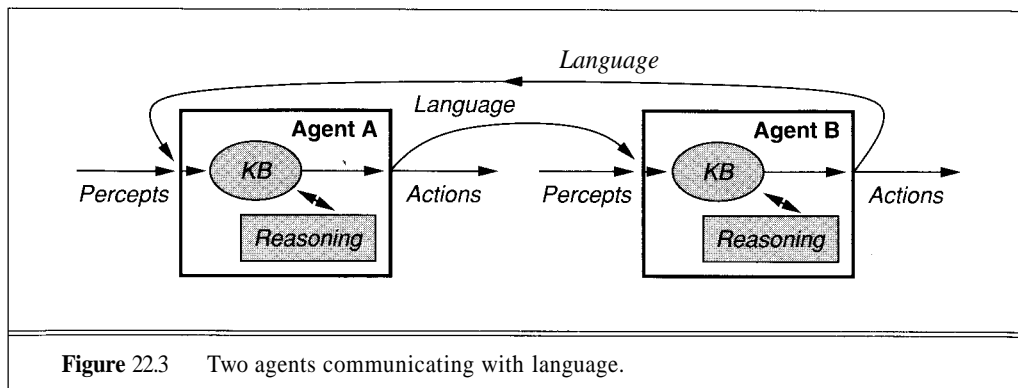 Language
Language
Agent A
Agent B
KB
KB
Percepts
Actions
Percepts
Actions
Reasoning
Reasoning
Figure 22.3 Two agents communicating with language.